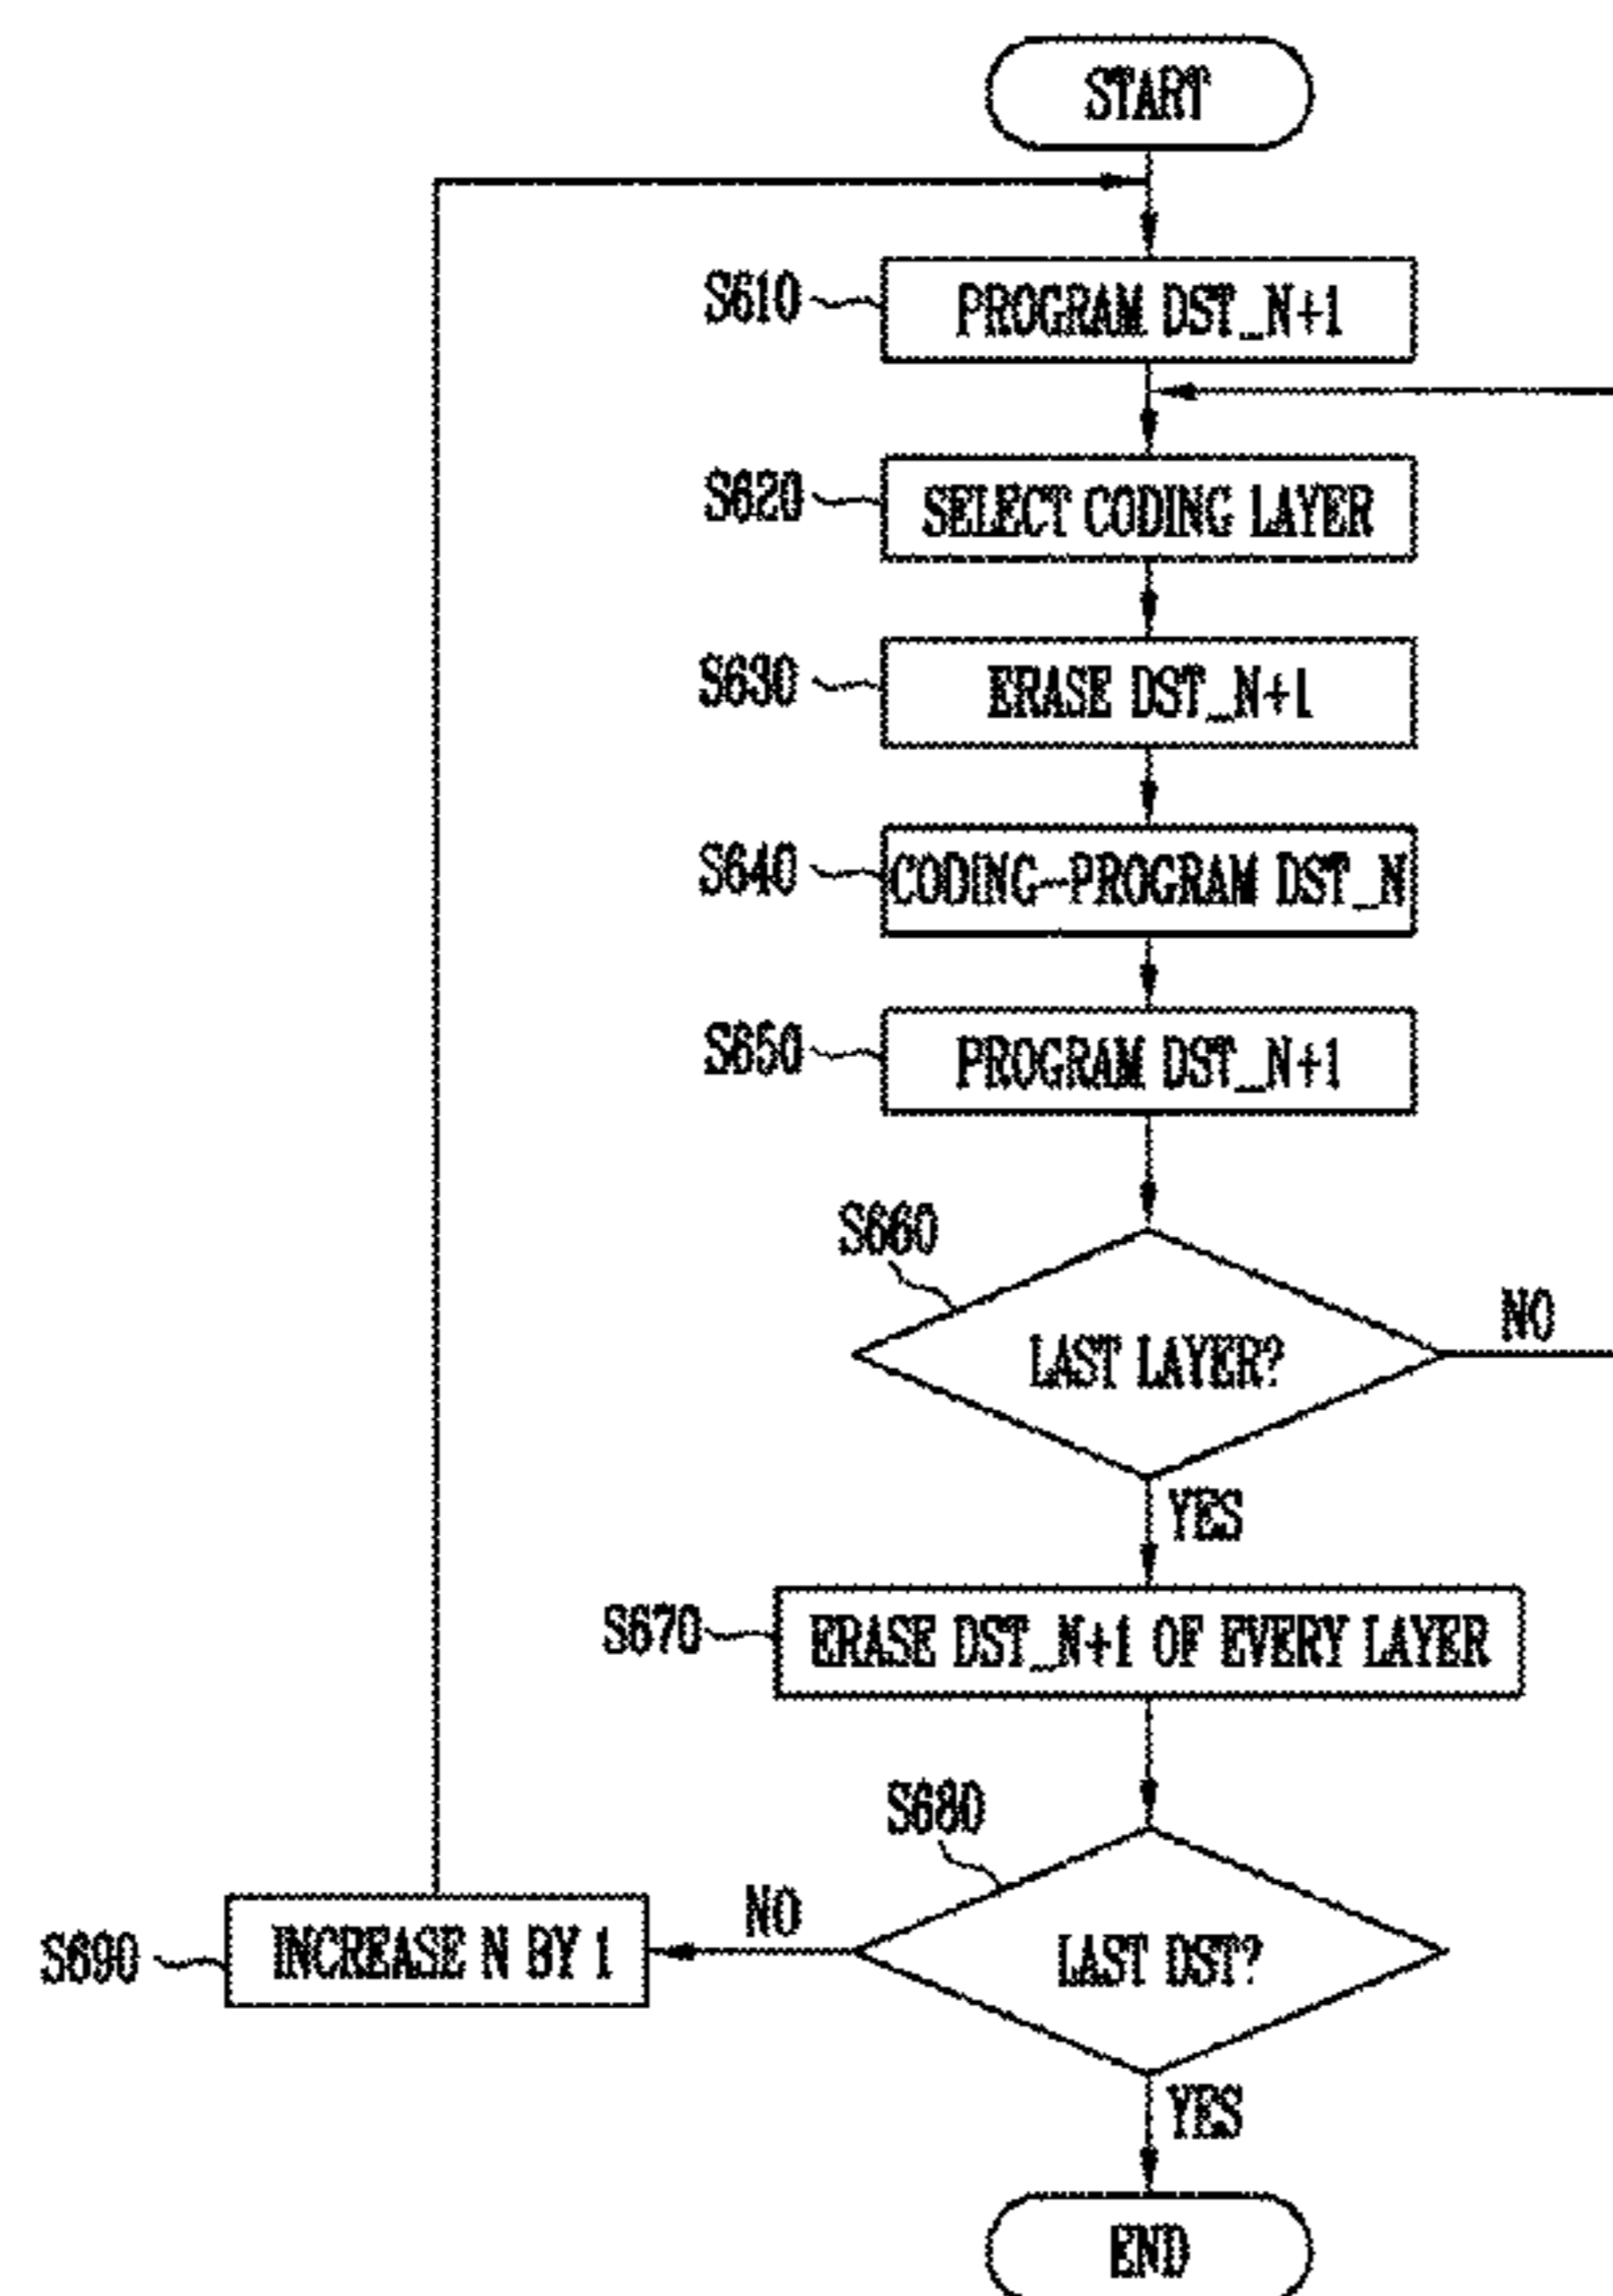 START
S610
PROGRAM DST_N+1
S620
SELECT CODING LAYER
S630
ERASE DST_N+1
S640
CODING-PROGRAM DST_N
S650
PROGRAM DST_N+1
S660
LAST LAYER?
NO
YES
S670
ERASE DST_N+1 OF EVERY LAYER
S680
LAST DST?
NO
S690
INCREASE N BY 1
YES
END